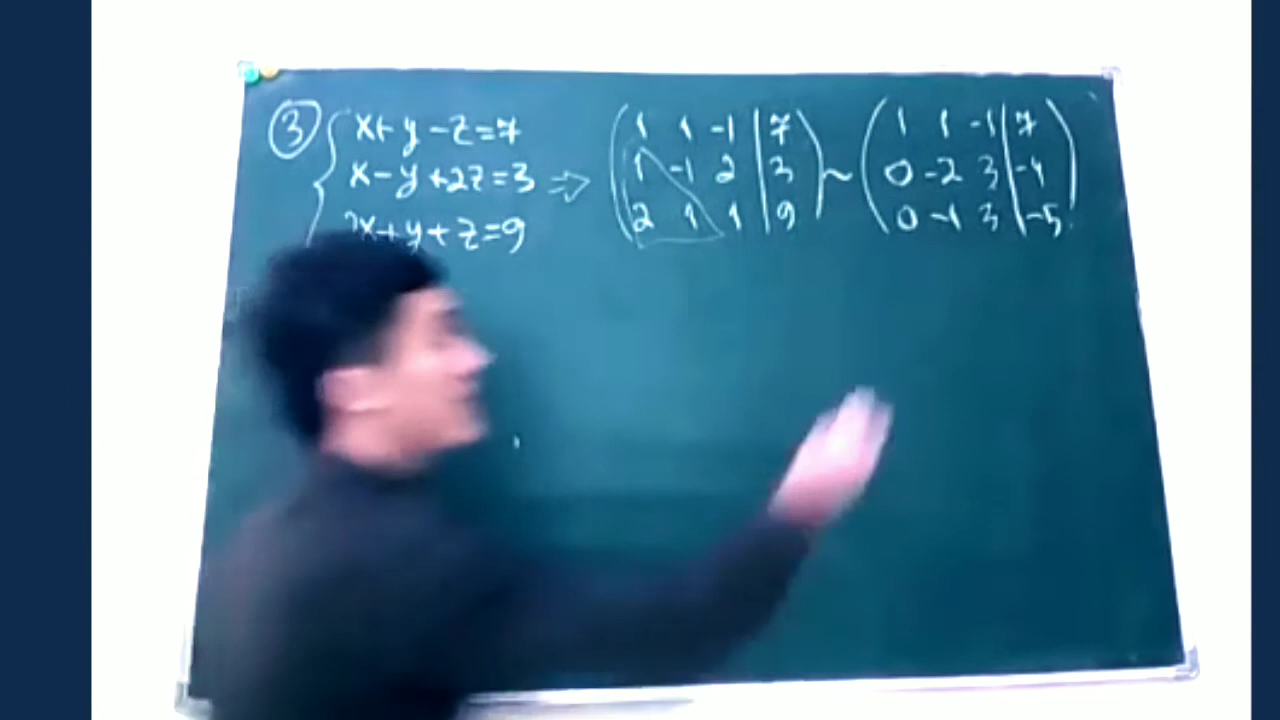 ③ { x+y-z=7 ⇒ ( 1 1 -1 | 7 ) ~ ( 1 1 -1 | 7 )
x-y+2z=3 ( 1 -1 2 | 3 ) ( 0 -2 3 | -4 )
2x+y+z=9 ( 2 1 1 | 9 ) ( 0 -1 3 | -5 )